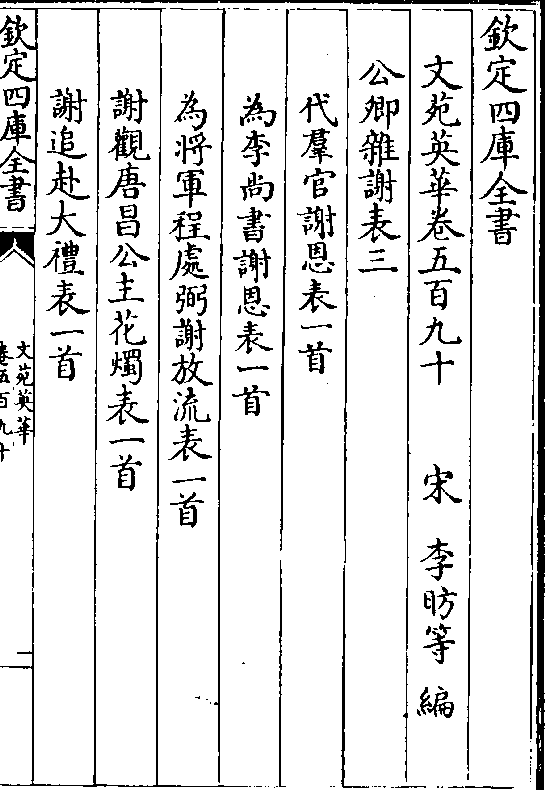 欽定四庫全書
文苑英華卷五百九十 宋 李昉等 編
公卿雜謝表三
代羣官謝恩表一首
為李尚書謝恩表一首
為將軍程處弼謝放流表一首
謝觀唐昌公主花燭表一首
謝追赴大禮表一首
欽定四庫全書
文苑英華
卷五百九十